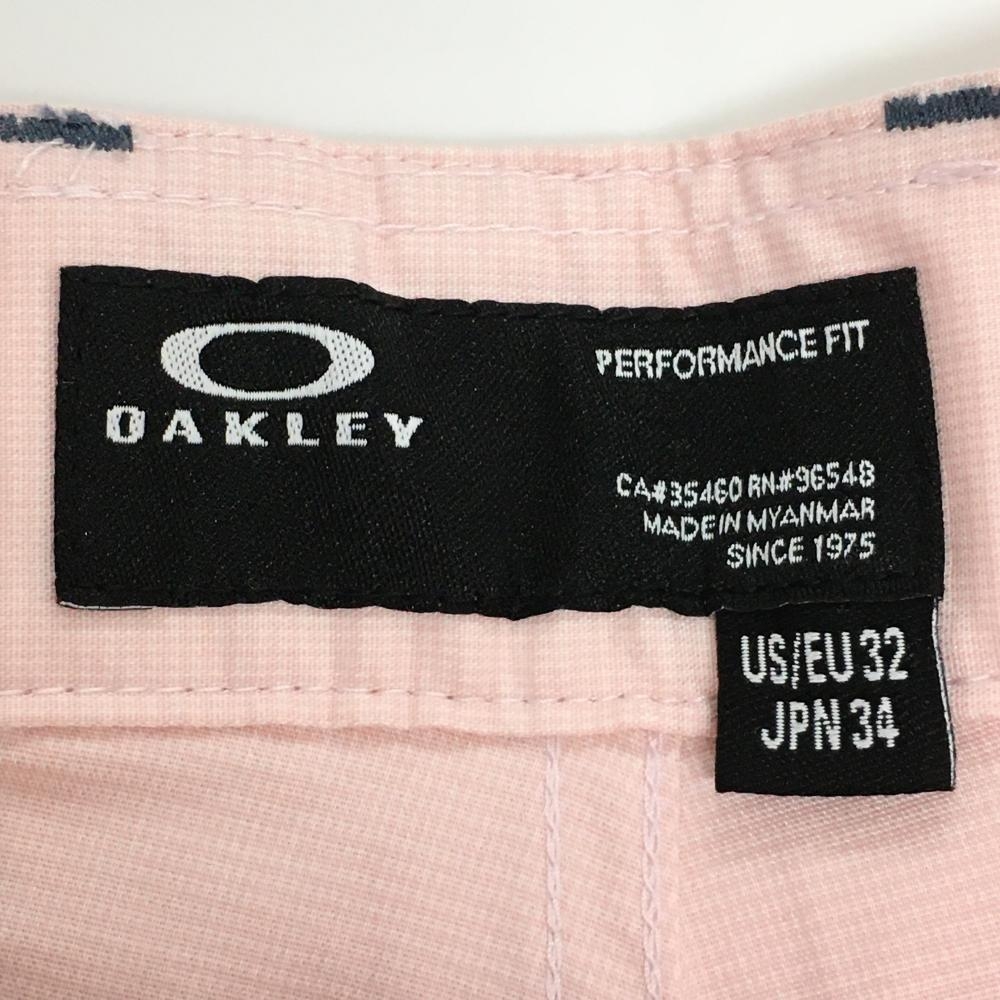 OAKLEY
PERFORMANCE FIT
CA#35460 RN#96548
MADE IN MYANMAR
SINCE 1975
US/EU 32
JPN 34